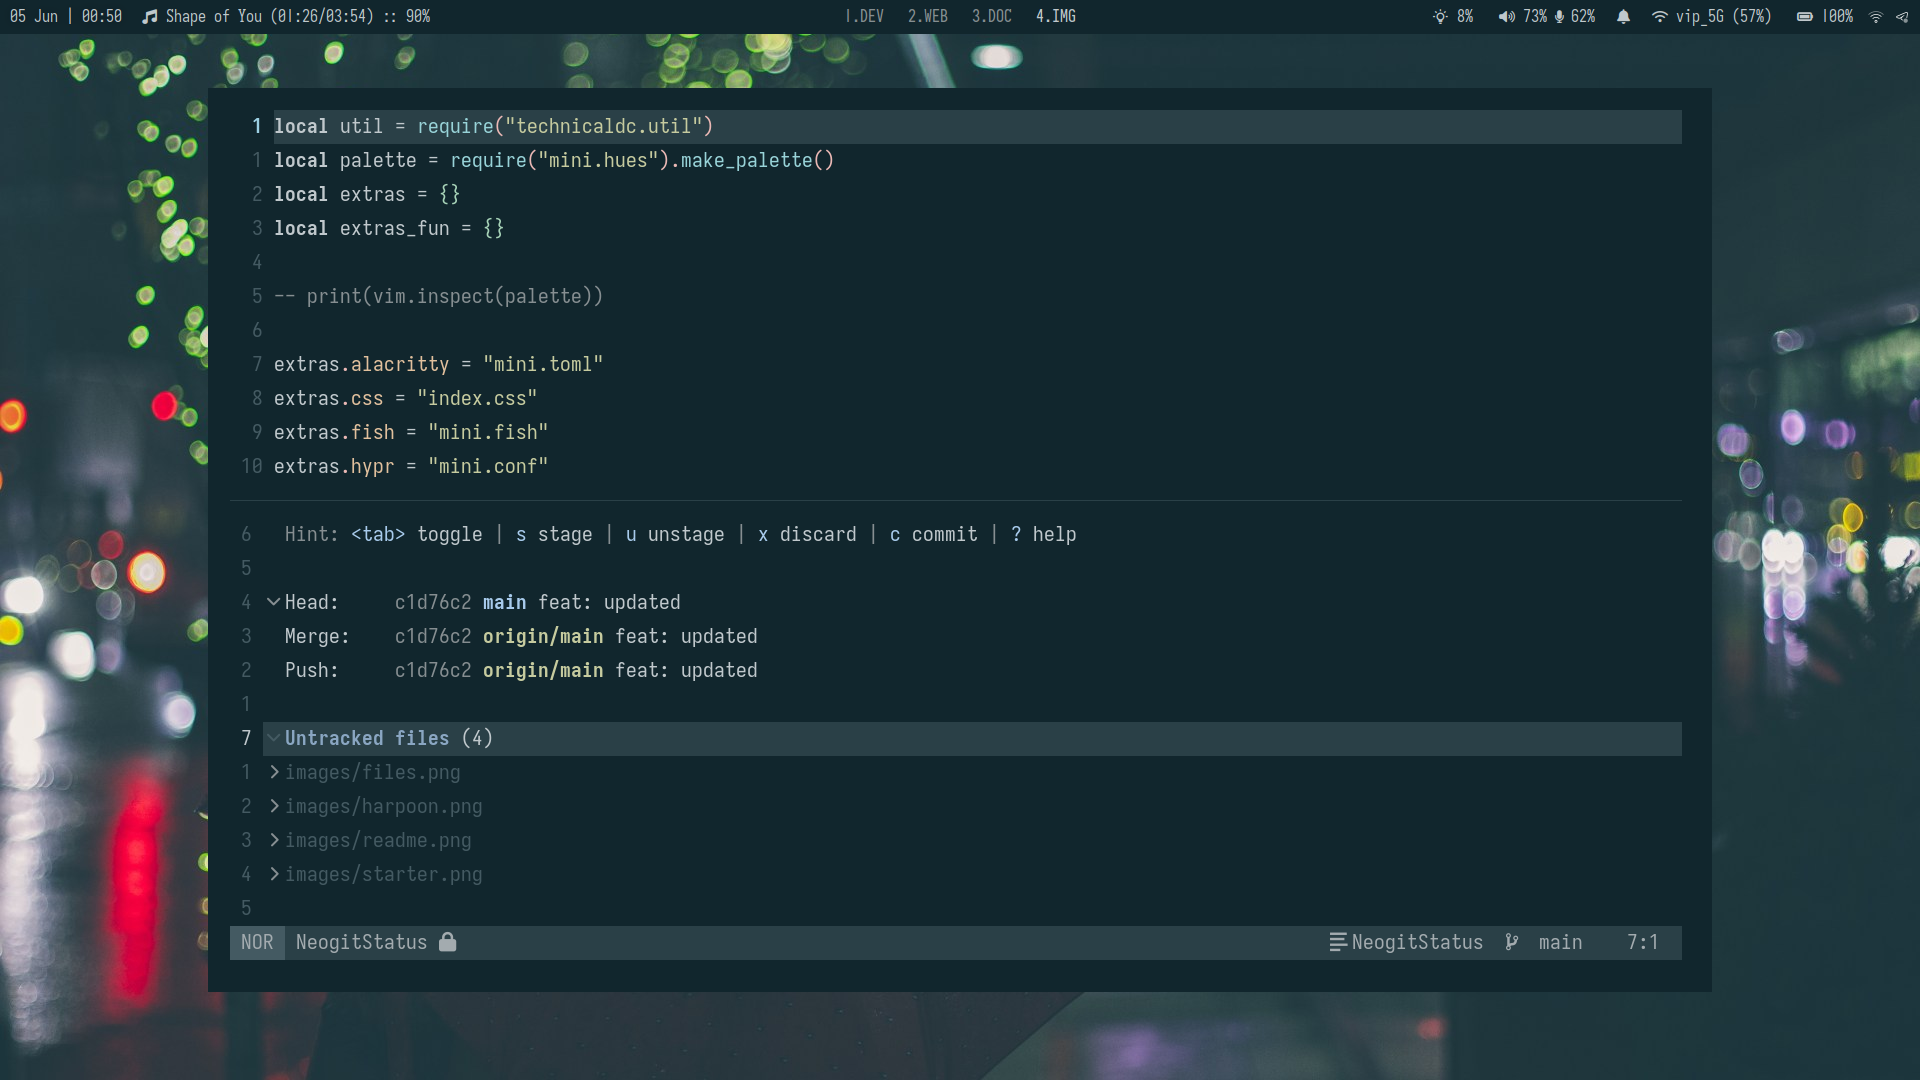 05 Jun | 00:50 Shape of You (01:26/03:54) :: 90% 1.DEV 2.WEB 3.DOC 4.IMG 8% 73% 62% vip_5G (57%) 100%
1 local util = require("technicaldc.util")
1 local palette = require("mini.hues").make_palette()
2 local extras = {}
3 local extras_fun = {}
4
5 -- print(vim.inspect(palette))
6
7 extras.alacritty = "mini.toml"
8 extras.css = "index.css"
9 extras.fish = "mini.fish"
10 extras.hypr = "mini.conf"
6 Hint: <tab> toggle | s stage | u unstage | x discard | c commit | ? help
5
4 Head: c1d76c2 main feat: updated
3 Merge: c1d76c2 origin/main feat: updated
2 Push: c1d76c2 origin/main feat: updated
1
7 Untracked files (4)
1 images/files.png
2 images/harpoon.png
3 images/readme.png
4 images/starter.png
5
NOR NeogitStatus NeogitStatus main 7:1